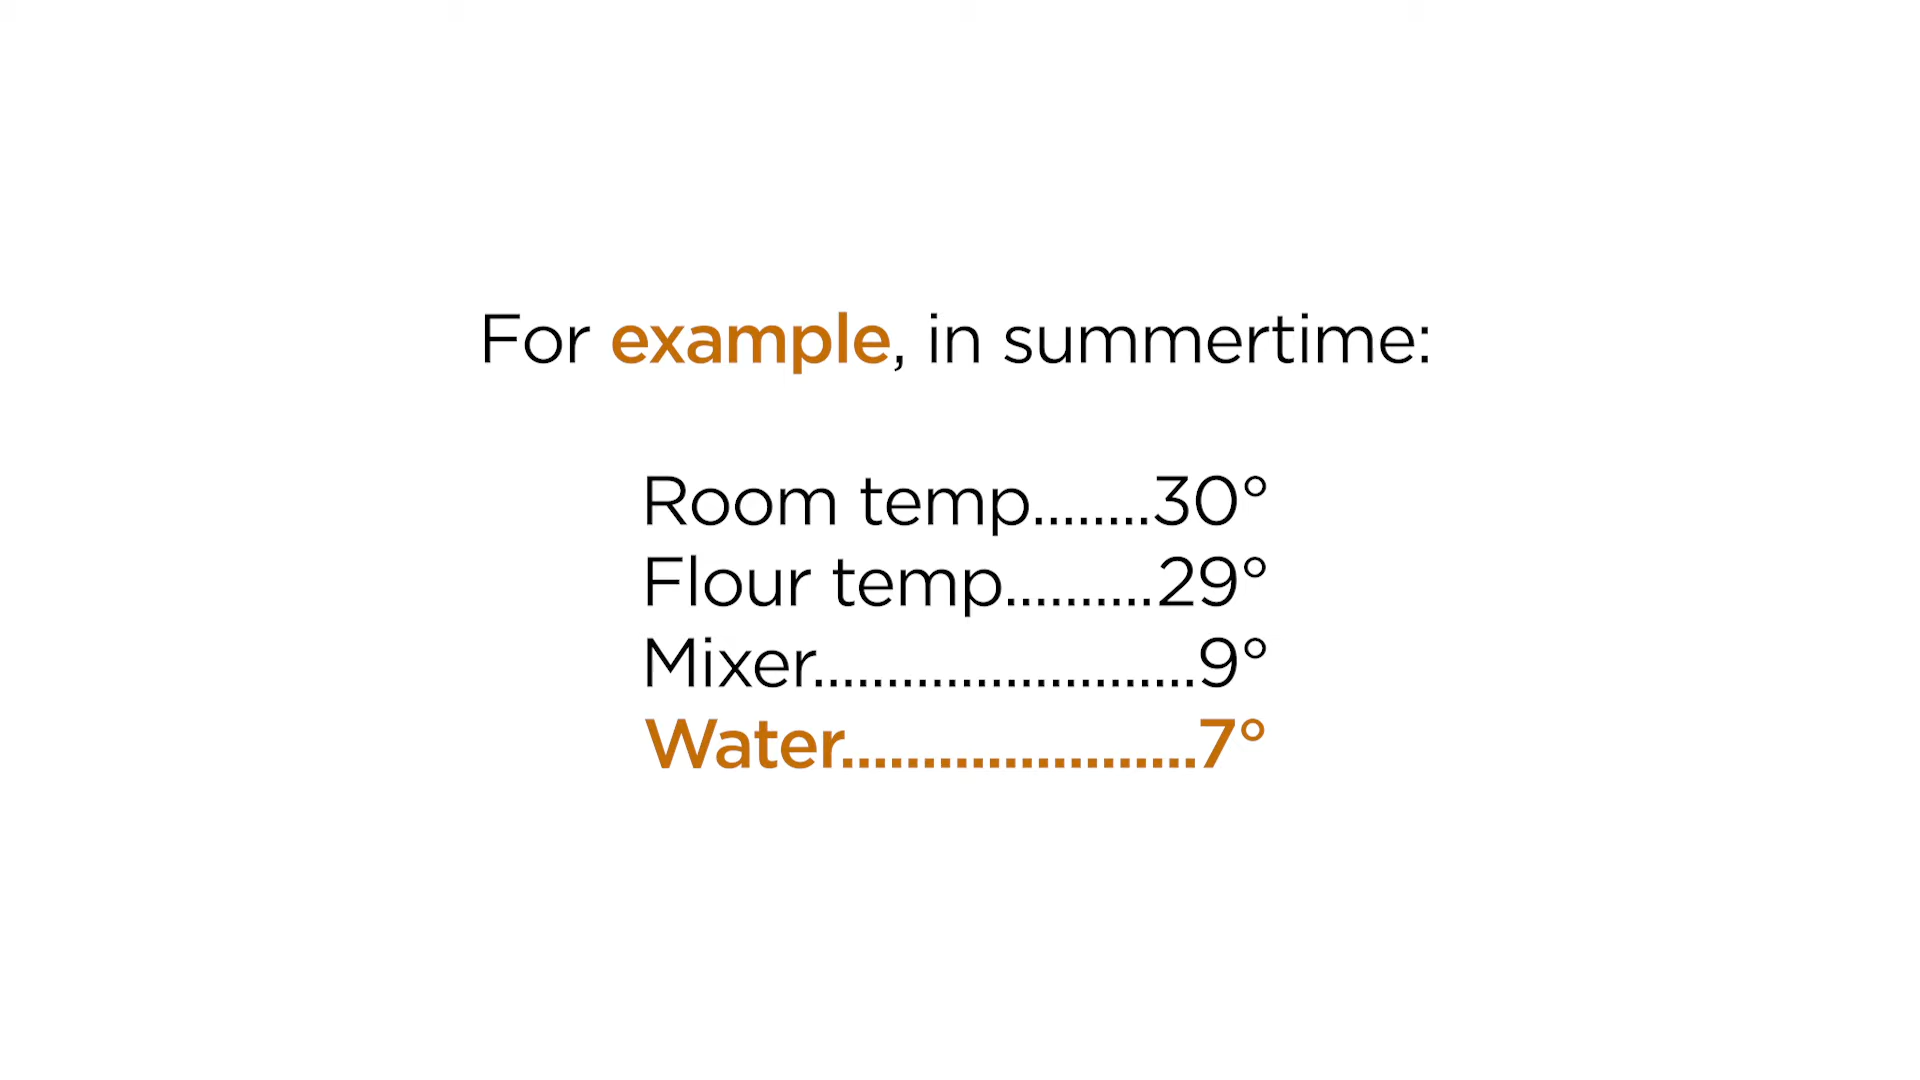 For example, in summertime:
Room temp........30°
Flour temp..........29°
Mixer..........................9°
Water......................7°